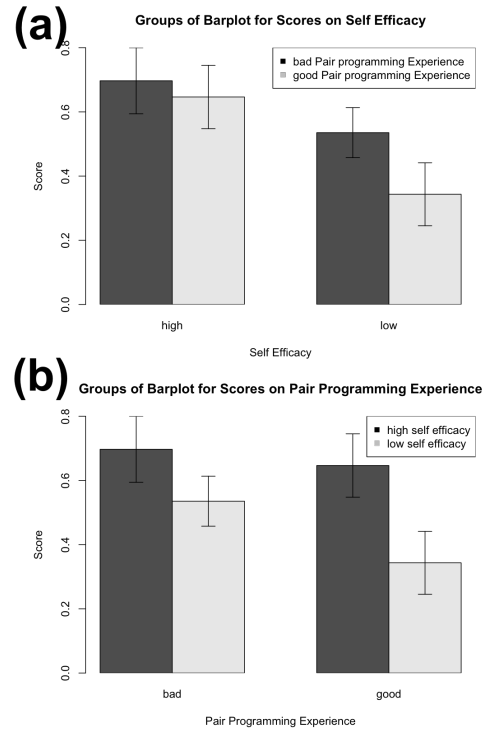 (a)
Groups of Barplot for Scores on Self Efficacy
0.8
0.6
0.4
0.2
0.0
Score
bad Pair programming Experience
good Pair programming Experience
high
low
Self Efficacy
(b)
Groups of Barplot for Scores on Pair Programming Experience
0.8
0.6
0.4
0.2
0.0
Score
high self efficacy
low self efficacy
bad
good
Pair Programming Experience